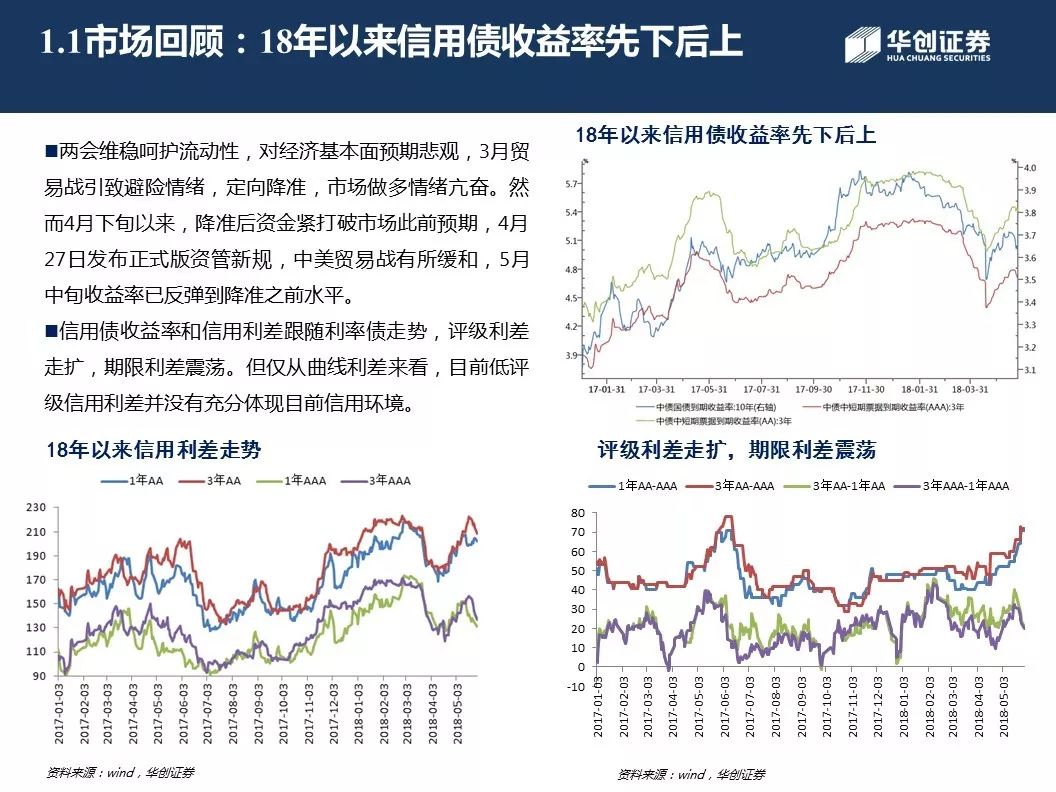 1.1市场回顾：18年以来信用债收益率先下后上
华创证券
HUA CHUANG SECURITIES
■两会维稳呵护流动性，对经济基本面预期悲观，3月贸
易战引致避险情绪，定向降准，市场做多情绪亢奋。然
而4月下旬以来，降准后资金紧打破市场此前预期，4月
27日发布正式版资管新规，中美贸易战有所缓和，5月
中旬收益率已反弹到降准之前水平。
■信用债收益率和信用利差跟随利率债走势，评级利差
走扩，期限利差震荡。但仅从曲线利差来看，目前低评
级信用利差并没有充分体现目前信用环境。
18年以来信用债收益率先下后上
% %
5.7
5.4
5.1
4.8
4.5
4.2
3.9
4.0
3.9
3.8
3.7
3.6
3.5
3.4
3.3
3.2
3.1
17-01-31 17-03-31 17-05-31 17-07-31 17-09-30 17-11-30 18-01-31 18-03-31
中债国债到期收益率:10年(右轴) 中债中短期票据到期收益率(AAA):3年
中债中短期票据到期收益率(AA):3年
18年以来信用利差走势
1年AA 3年AA 1年AAA 3年AAA
230
210
190
170
150
130
110
90
2017-01-03 2017-02-03 2017-03-03 2017-04-03 2017-05-03 2017-06-03 2017-07-03 2017-08-03 2017-09-03 2017-10-03 2017-11-03 2017-12-03 2018-01-03 2018-02-03 2018-03-03 2018-04-03 2018-05-03
资料来源：wind，华创证券
评级利差走扩，期限利差震荡
1年AA-AAA 3年AA-AAA 3年AA-1年AA 3年AAA-1年AAA
80
70
60
50
40
30
20
10
0
-10
2017-01-03 2017-02-03 2017-03-03 2017-04-03 2017-05-03 2017-06-03 2017-07-03 2017-08-03 2017-09-03 2017-10-03 2017-11-03 2017-12-03 2018-01-03 2018-02-03 2018-03-03 2018-04-03 2018-05-03
资料来源：wind，华创证券